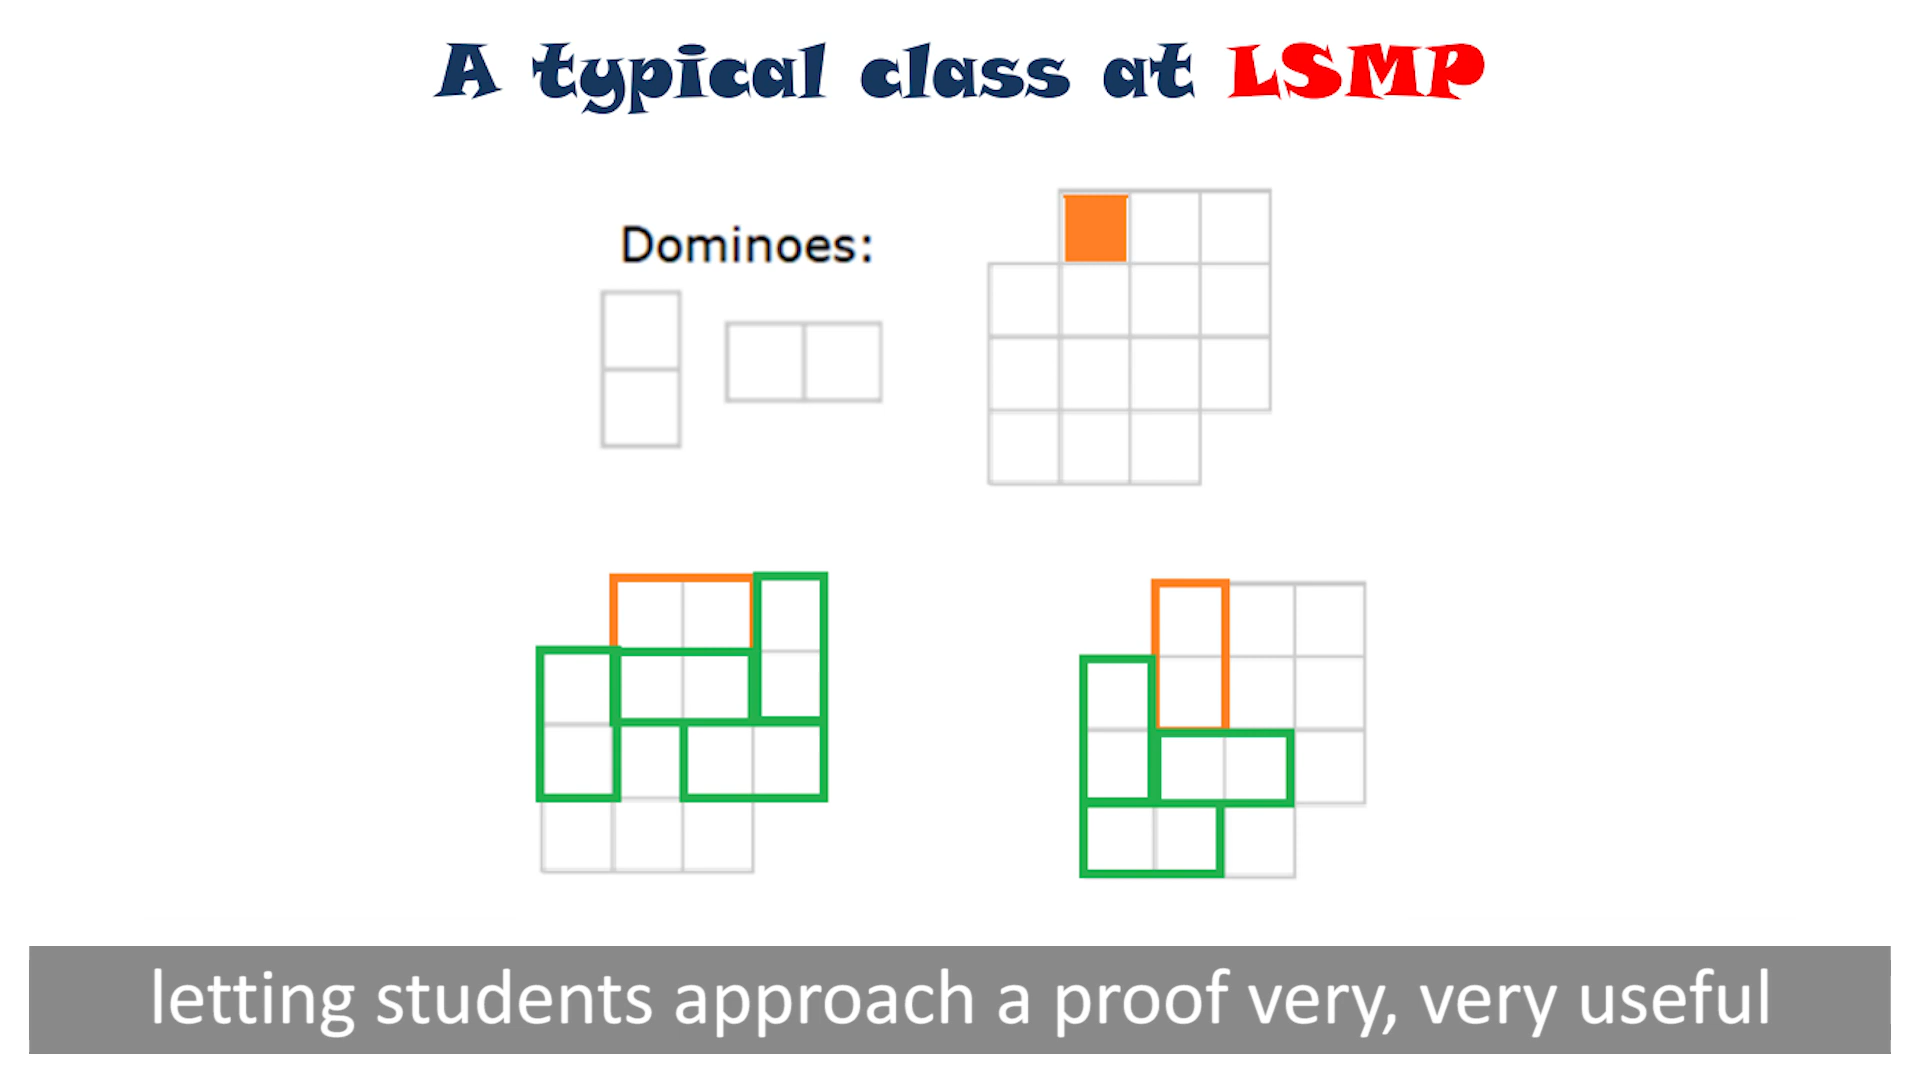 A typical class at LSMP
Dominoes:
letting students approach a proof very, very useful